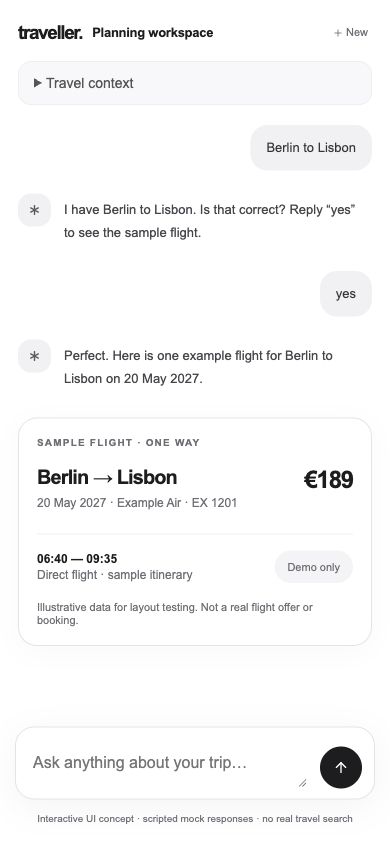 traveller. Planning workspace + New
▶ Travel context
Berlin to Lisbon
I have Berlin to Lisbon. Is that correct? Reply “yes”
to see the sample flight.
yes
Perfect. Here is one example flight for Berlin to
Lisbon on 20 May 2027.
SAMPLE FLIGHT · ONE WAY
Berlin → Lisbon €189
20 May 2027 · Example Air · EX 1201
06:40 — 09:35
Direct flight · sample itinerary
Demo only
Illustrative data for layout testing. Not a real flight offer or
booking.
Ask anything about your trip…
Interactive UI concept · scripted mock responses · no real travel search